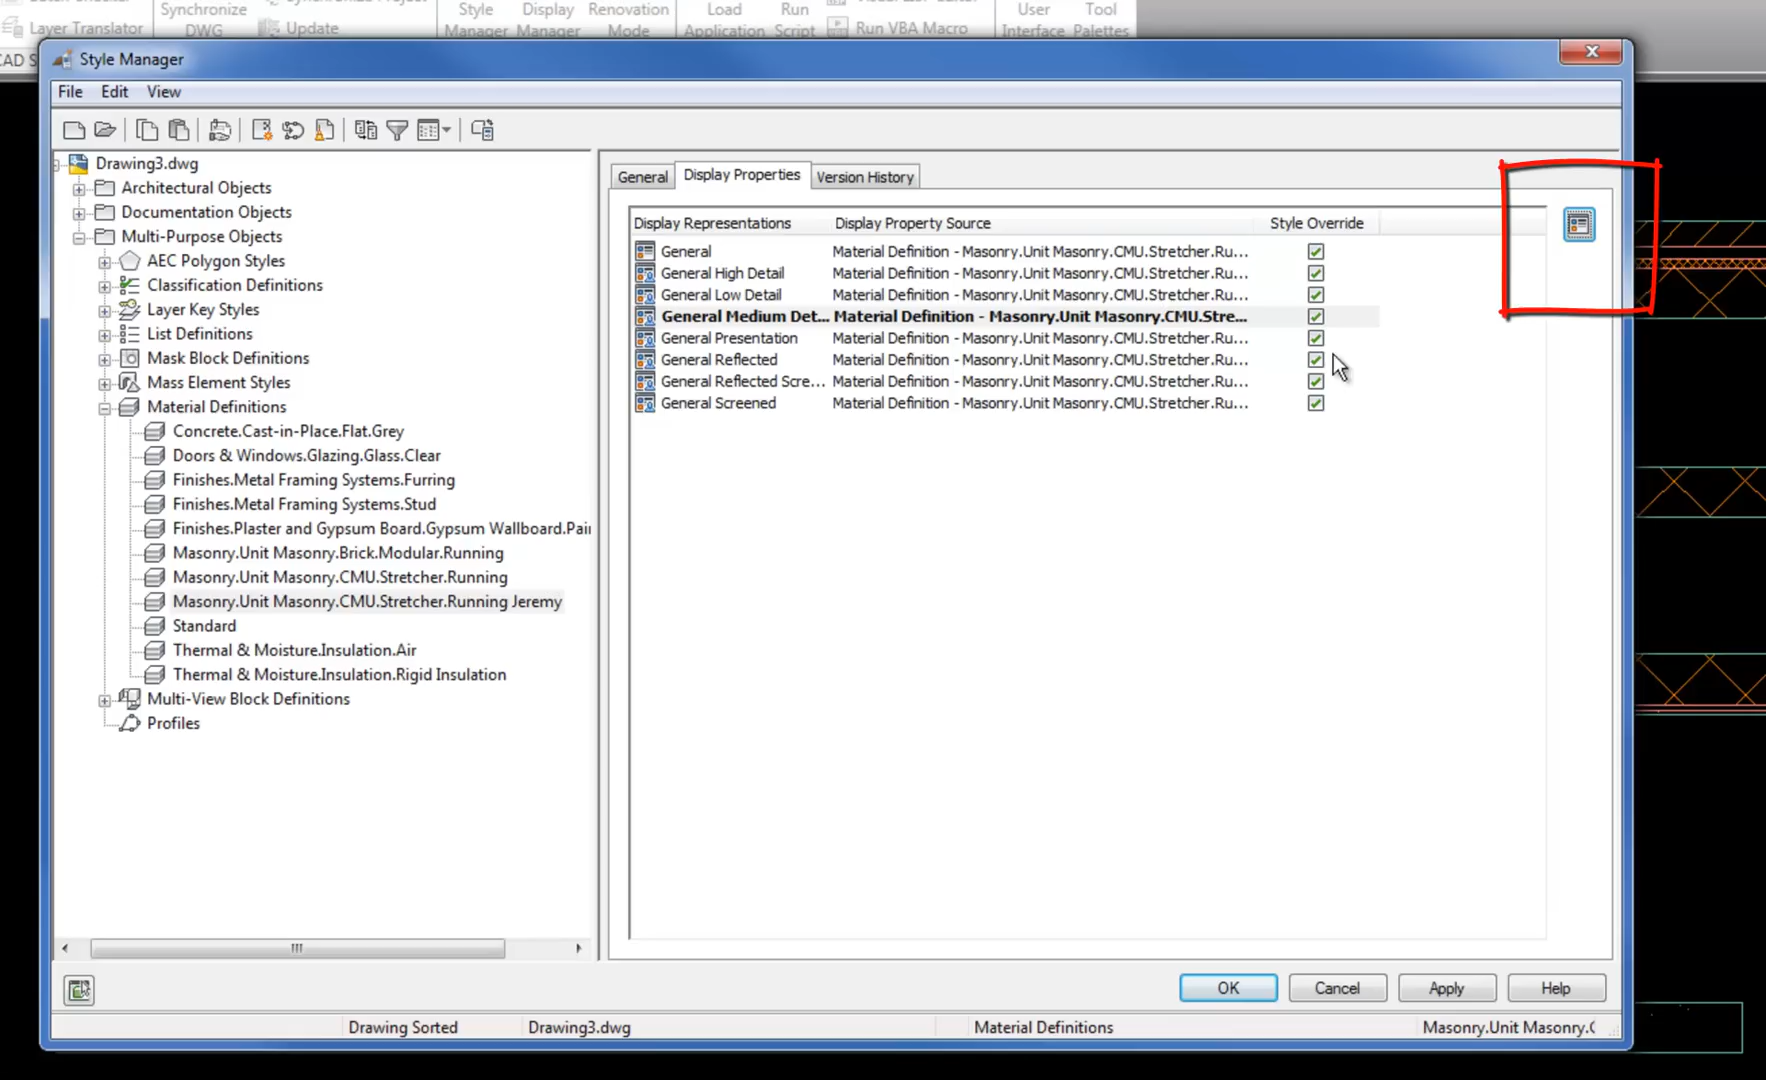 Synchronize
DWG
Layer Translator
Update
Style
Manager
Display
Manager
Renovation
Mode
Load
Application
Run
Script
Run VBA Macro
User
Interface
Tool
Palettes
Style Manager
File Edit View
Drawing3.dwg
Architectural Objects
Documentation Objects
Multi-Purpose Objects
AEC Polygon Styles
Classification Definitions
Layer Key Styles
List Definitions
Mask Block Definitions
Mass Element Styles
Material Definitions
Concrete.Cast-in-Place.Flat.Grey
Doors & Windows.Glazing.Glass.Clear
Finishes.Metal Framing Systems.Furring
Finishes.Metal Framing Systems.Stud
Finishes.Plaster and Gypsum Board.Gypsum Wallboard.Pai
Masonry.Unit Masonry.Brick.Modular.Running
Masonry.Unit Masonry.CMU.Stretcher.Running
Masonry.Unit Masonry.CMU.Stretcher.Running Jeremy
Standard
Thermal & Moisture.Insulation.Air
Thermal & Moisture.Insulation.Rigid Insulation
Multi-View Block Definitions
Profiles
General Display Properties Version History
Display Representations Display Property Source Style Override
General Material Definition - Masonry.Unit Masonry.CMU.Stretcher.Ru...
General High Detail Material Definition - Masonry.Unit Masonry.CMU.Stretcher.Ru...
General Low Detail Material Definition - Masonry.Unit Masonry.CMU.Stretcher.Ru...
General Medium Det... Material Definition - Masonry.Unit Masonry.CMU.Stre...
General Presentation Material Definition - Masonry.Unit Masonry.CMU.Stretcher.Ru...
General Reflected Material Definition - Masonry.Unit Masonry.CMU.Stretcher.Ru...
General Reflected Scre... Material Definition - Masonry.Unit Masonry.CMU.Stretcher.Ru...
General Screened Material Definition - Masonry.Unit Masonry.CMU.Stretcher.Ru...
OK Cancel Apply Help
Drawing Sorted Drawing3.dwg Material Definitions Masonry.Unit Masonry.(